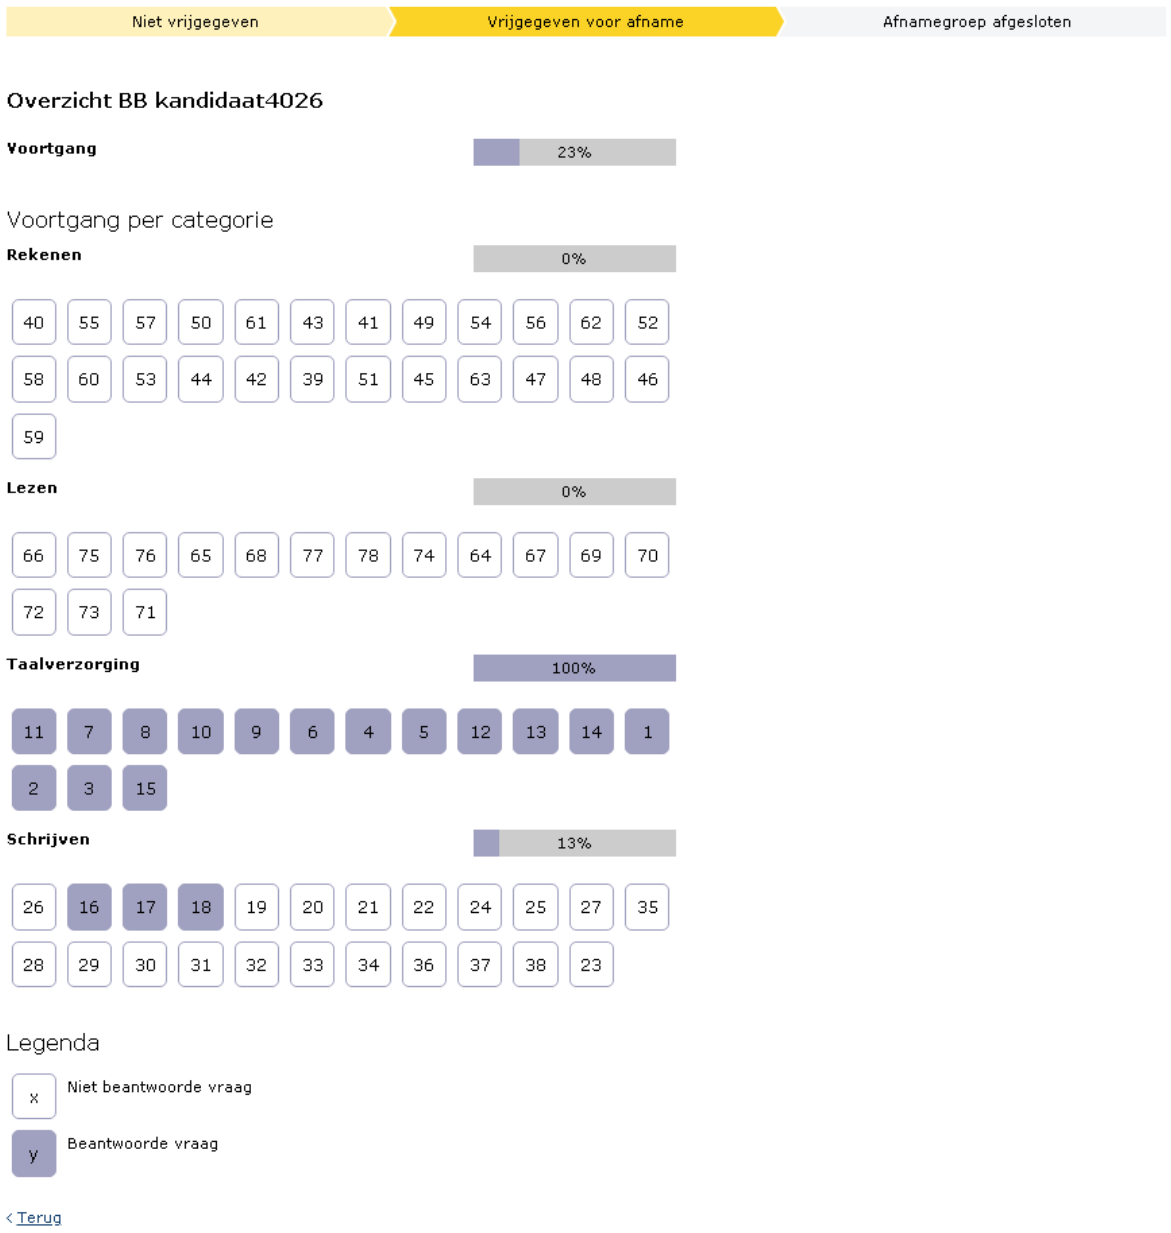 Niet vrijgegeven Vrijgegeven voor afname Afnamegroep afgesloten
Overzicht BB kandidaat4026
Voortgang 23%
Voortgang per categorie
Rekenen 0%
40 55 57 50 61 43 41 49 54 56 62 52
58 60 53 44 42 39 51 45 63 47 48 46
59
Lezen 0%
66 75 76 65 68 77 78 74 64 67 69 70
72 73 71
Taalverzorging 100%
11 7 8 10 9 6 4 5 12 13 14 1
2 3 15
Schrijven 13%
26 16 17 18 19 20 21 22 24 25 27 35
28 29 30 31 32 33 34 36 37 38 23
Legenda
x Niet beantwoorde vraag
y Beantwoorde vraag
< Terug